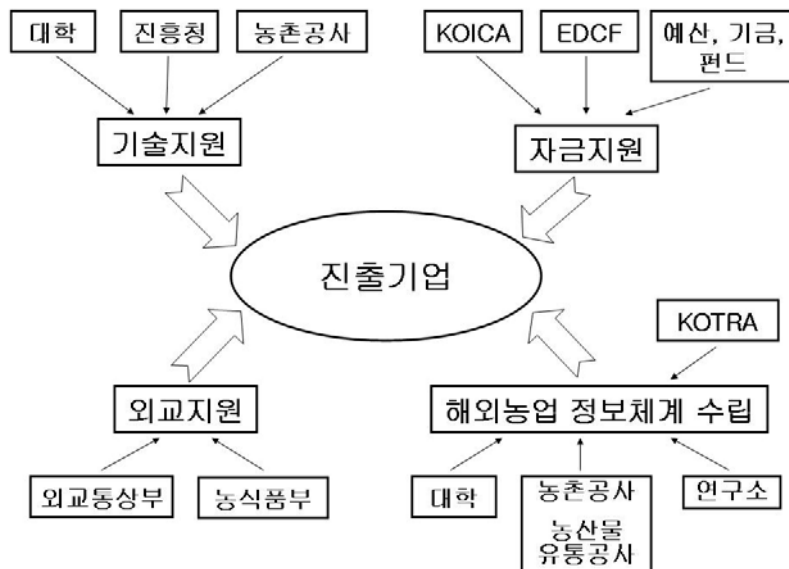 대학
진흥청
농촌공사
KOICA
EDCF
예산, 기금,
펀드
기술지원
자금지원
진출기업
KOTRA
외교지원
해외농업 정보체계 수립
외교통상부
농식품부
대학
농촌공사
농산물
유통공사
연구소